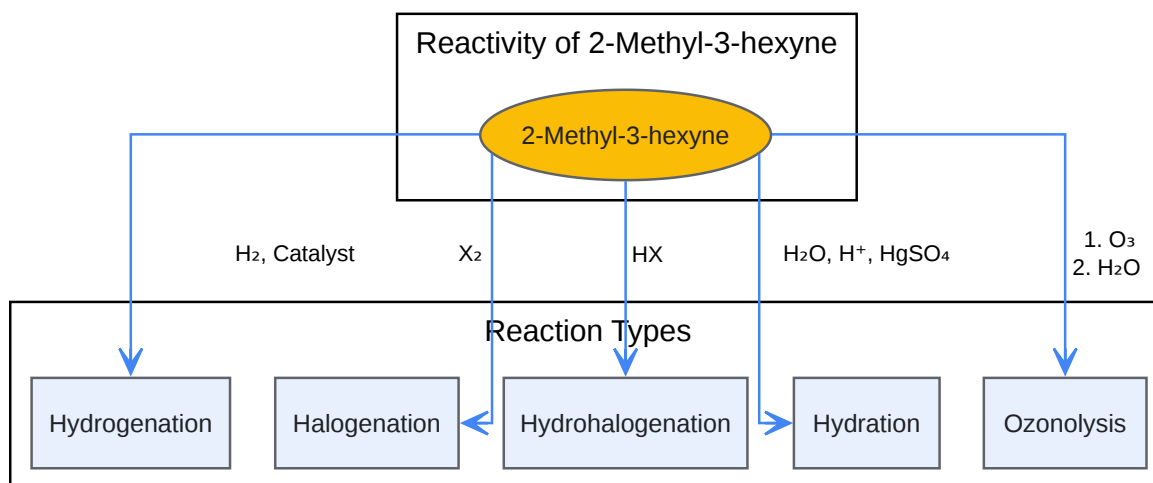 Reactivity of 2-Methyl-3-hexyne
2-Methyl-3-hexyne
H₂, Catalyst
X₂
HX
H₂O, H⁺, HgSO₄
1. O₃
2. H₂O
Reaction Types
Hydrogenation
Halogenation
Hydrohalogenation
Hydration
Ozonolysis